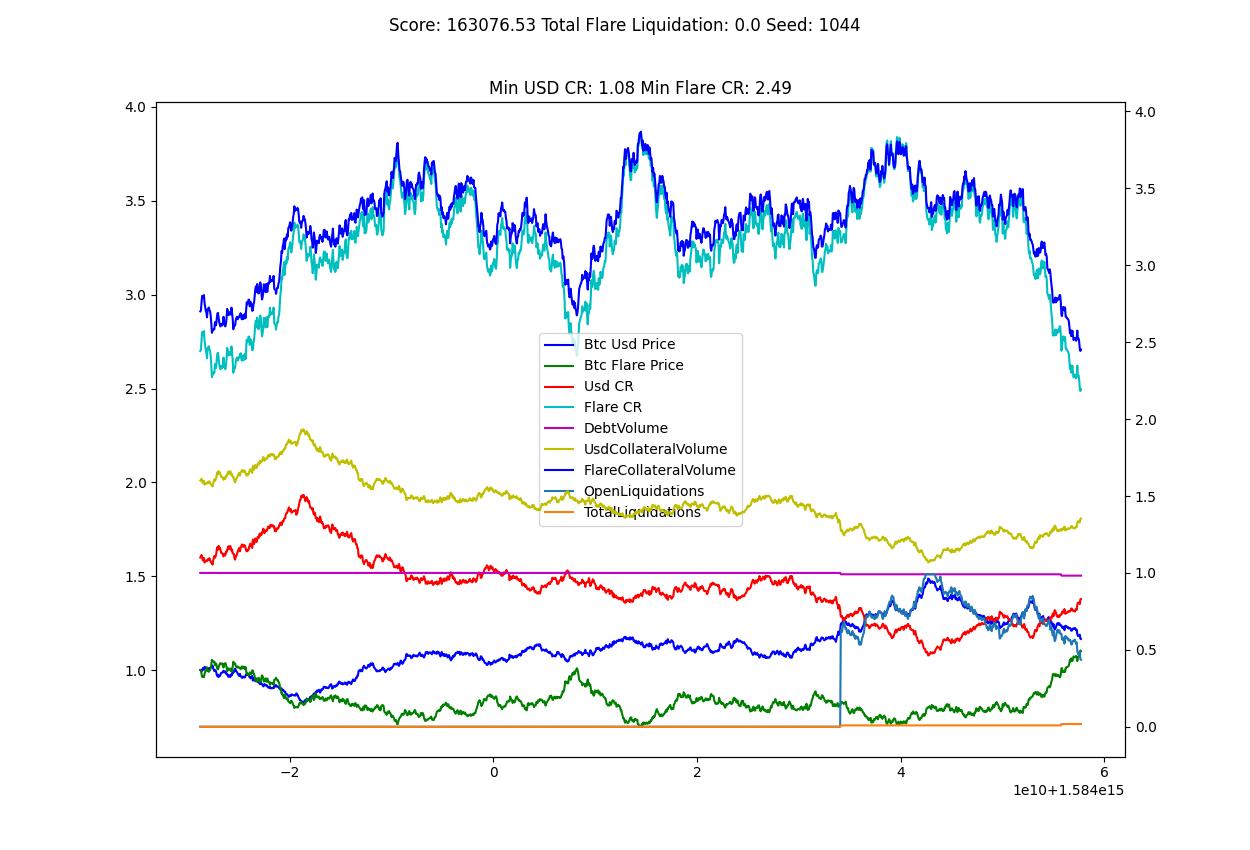 Score: 163076.53 Total Flare Liquidation: 0.0 Seed: 1044
Min USD CR: 1.08 Min Flare CR: 2.49
4.0
3.5
3.0
2.5
2.0
1.5
1.0
4.0
3.5
3.0
2.5
2.0
1.5
1.0
0.5
0.0
Btc Usd Price
Btc Flare Price
Usd CR
Flare CR
DebtVolume
UsdCollateralVolume
FlareCollateralVolume
OpenLiquidations
TotalLiquidations
−2 0 2 4 6
1e10+1.584e15